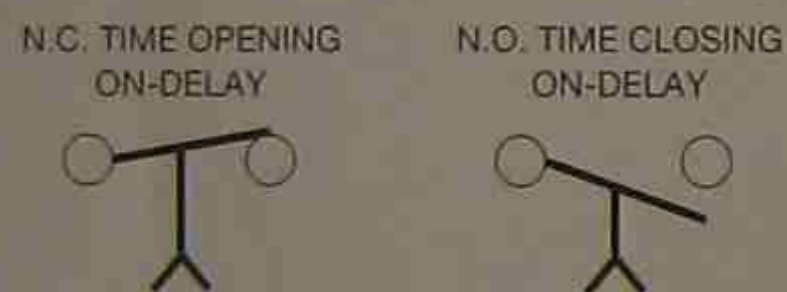 N.C. TIME OPENING
ON-DELAY
N.O. TIME CLOSING
ON-DELAY